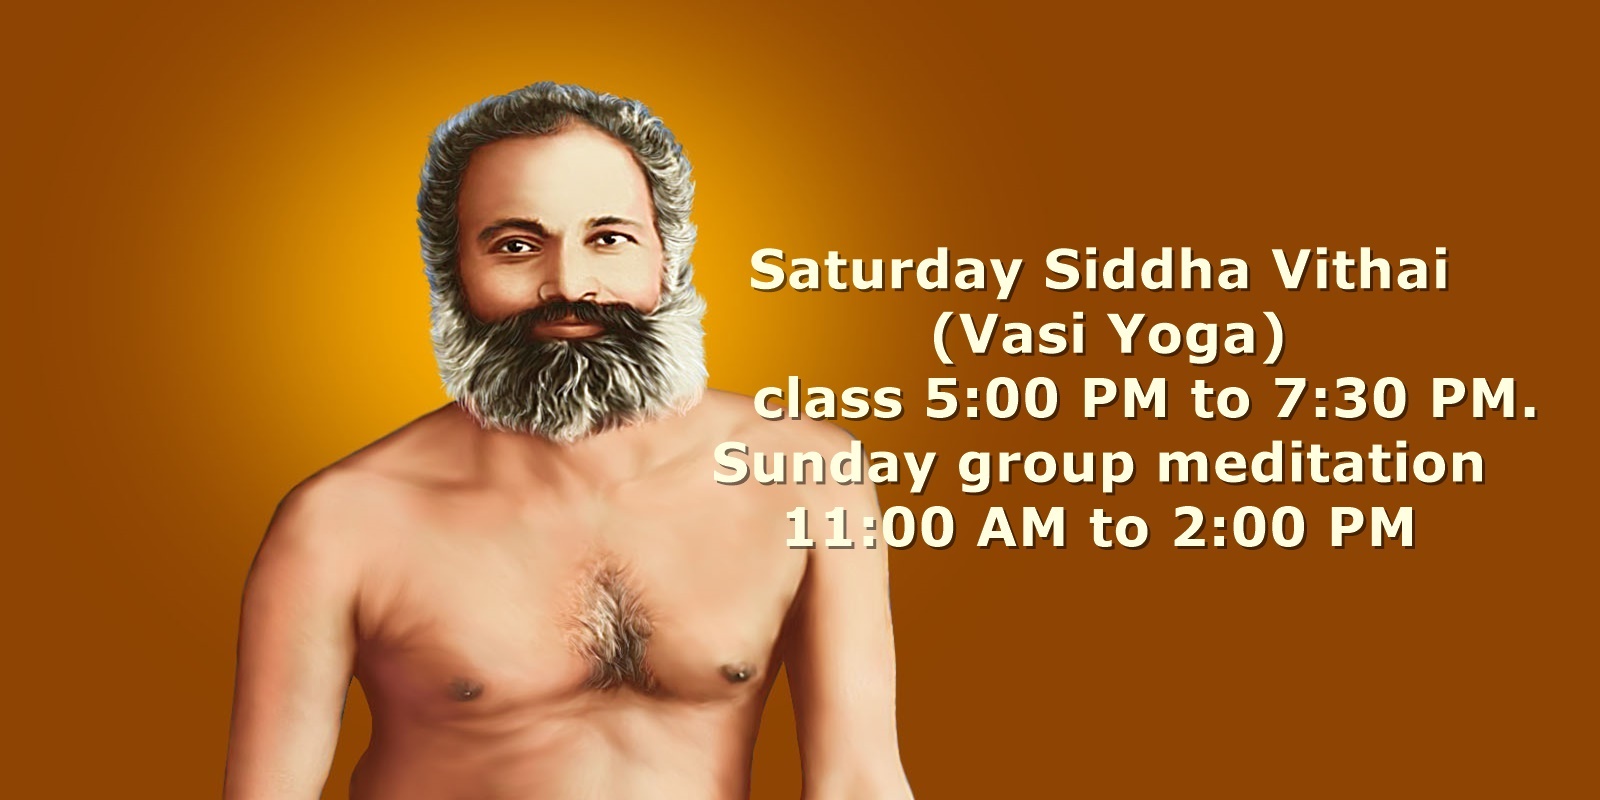 Saturday Siddha Vithai
(Vasi Yoga)
class 5:00 PM to 7:30 PM.
Sunday group meditation
11:00 AM to 2:00 PM